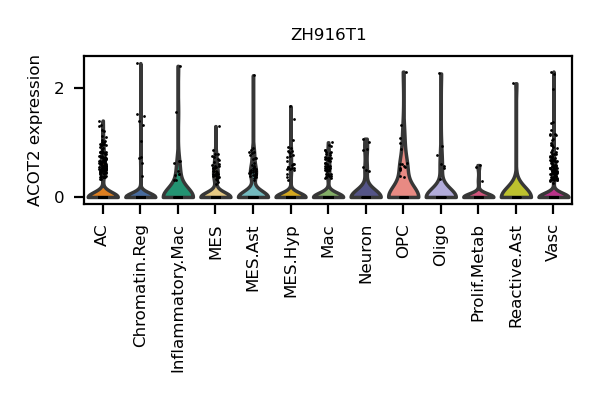 ZH916T1
ACOT2 expression
2
0
AC
Chromatin.Reg
Inflammatory.Mac
MES
MES.Ast
MES.Hyp
Mac
Neuron
OPC
Oligo
Prolif.Metab
Reactive.Ast
Vasc